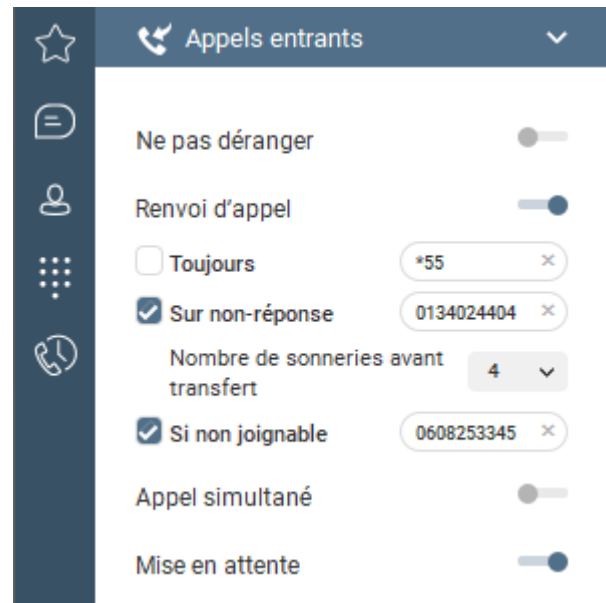 Appels entrants
Ne pas déranger
Renvoi d’appel
Toujours *55
Sur non-réponse 0134024404
Nombre de sonneries avant 4
transfert
Si non joignable 0608253345
Appel simultané
Mise en attente